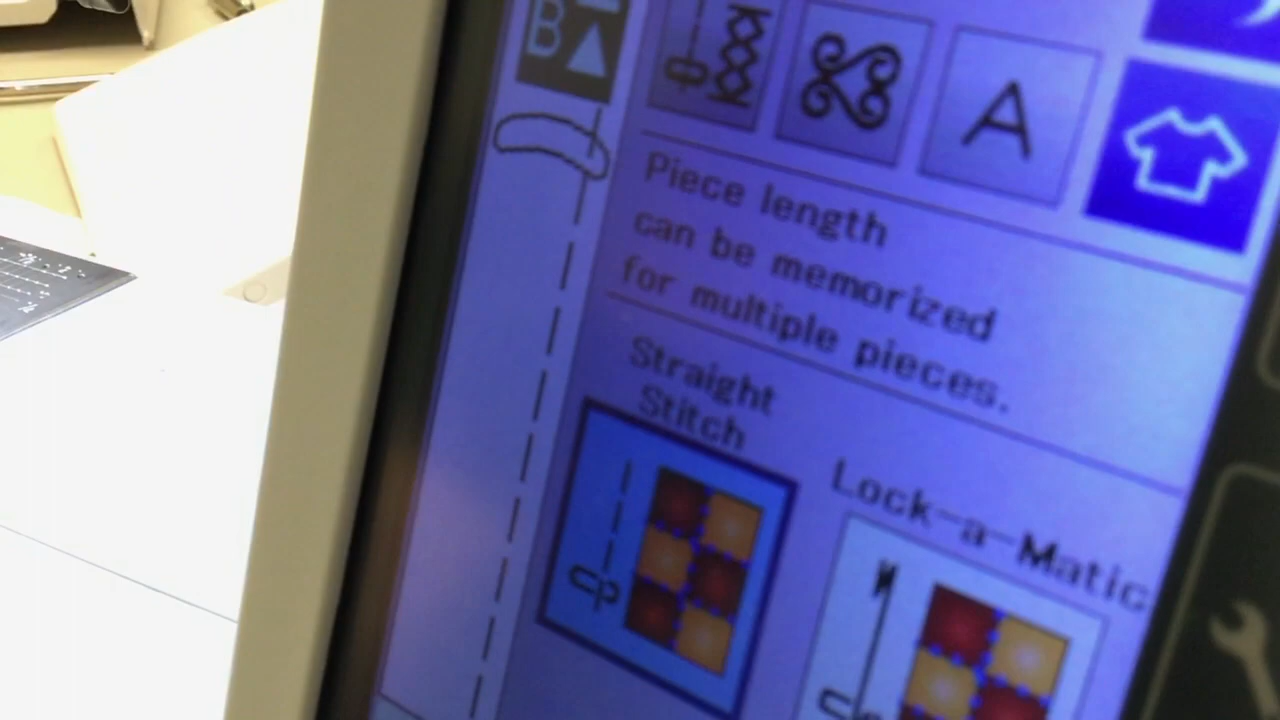 B
A
Piece length
can be memorized
for multiple pieces.
Straight
Stitch
Lock-a-Matic